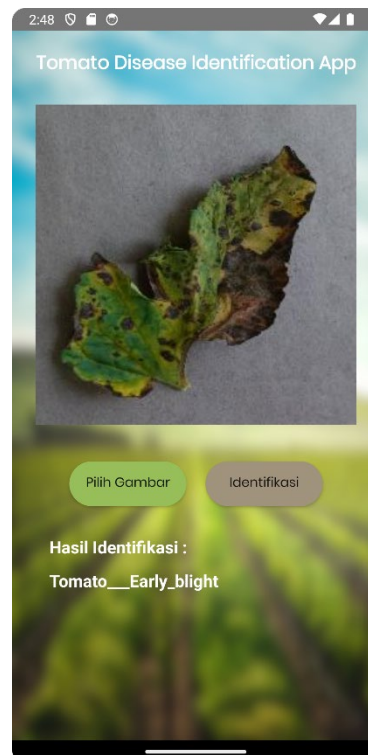 2:48
Tomato Disease Identification App
Pilih Gambar
Identifikasi
Hasil Identifikasi :
Tomato___Early_blight